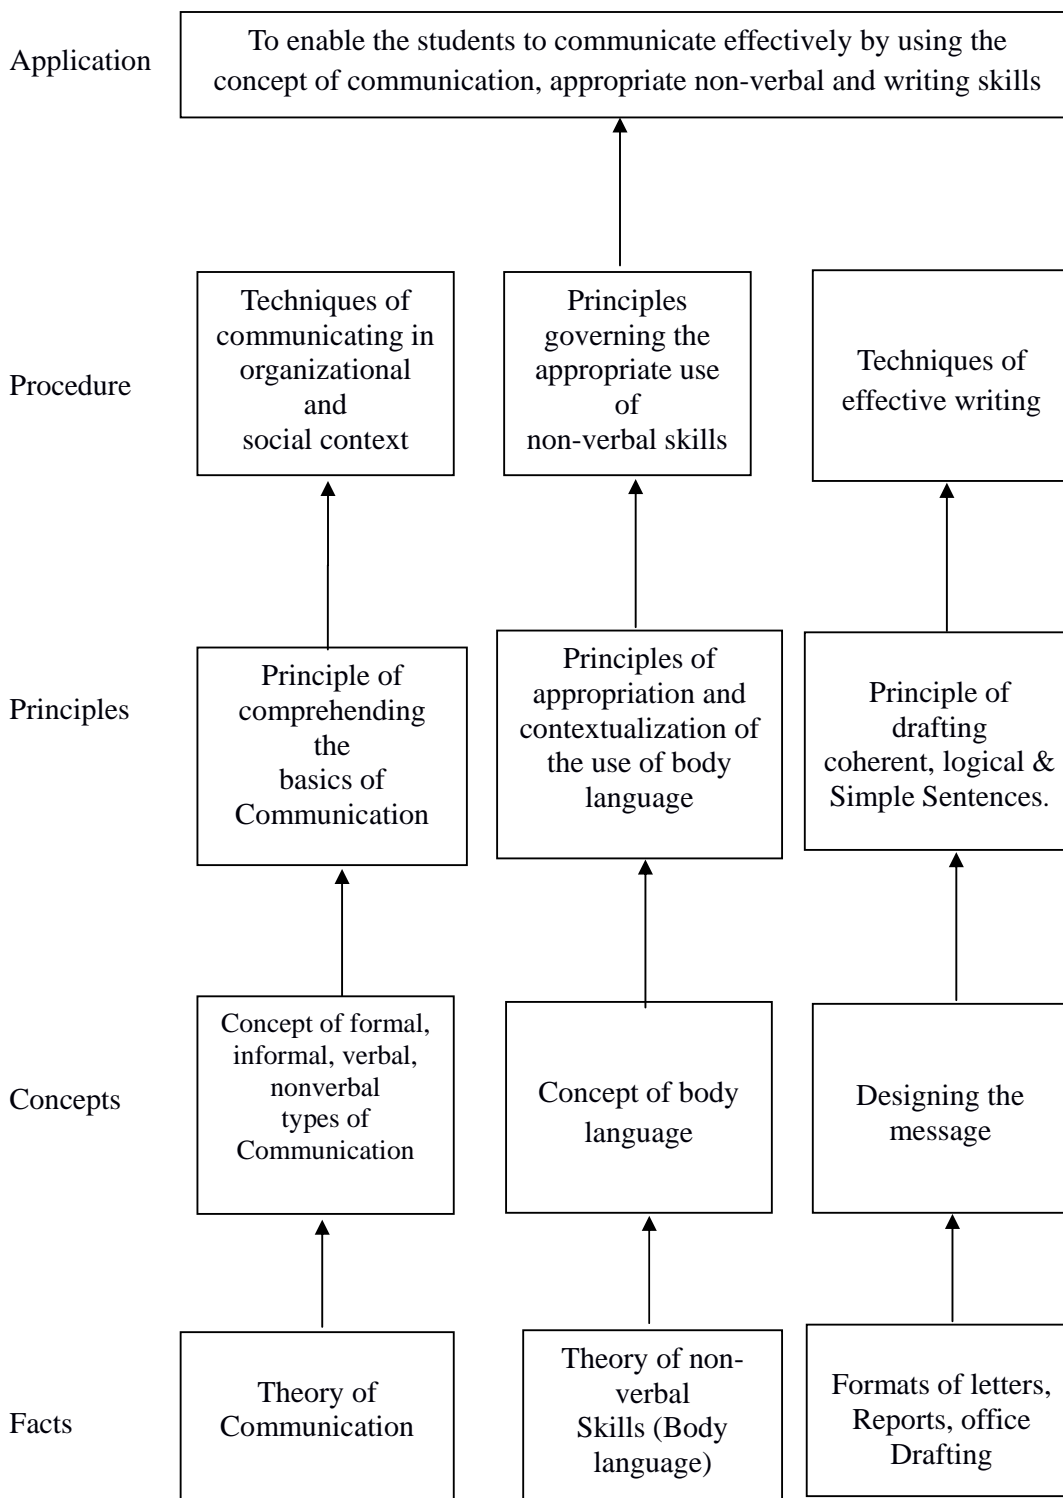 Application
To enable the students to communicate effectively by using the
concept of communication, appropriate non-verbal and writing skills
Procedure
Techniques of
communicating in
organizational
and
social context
Principles
governing the
appropriate use
of
non-verbal skills
Techniques of
effective writing
Principles
Principle of
comprehending
the
basics of
Communication
Principles of
appropriation and
contextualization of
the use of body
language
Principle of
drafting
coherent, logical &
Simple Sentences.
Concepts
Concept of formal,
informal, verbal,
nonverbal
types of
Communication
Concept of body
language
Designing the
message
Facts
Theory of
Communication
Theory of non-
verbal
Skills (Body
language)
Formats of letters,
Reports, office
Drafting